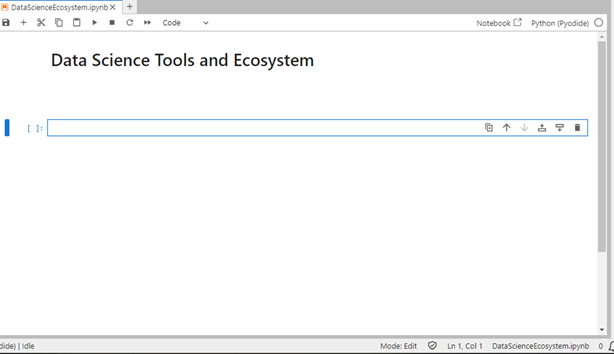 DataScienceEcosystem.ipynb
Code
Notebook
Python (Pyodide)
Data Science Tools and Ecosystem
[ ]:
dide) | Idle
Mode: Edit
Ln 1, Col 1
DataScienceEcosystem.ipynb
0